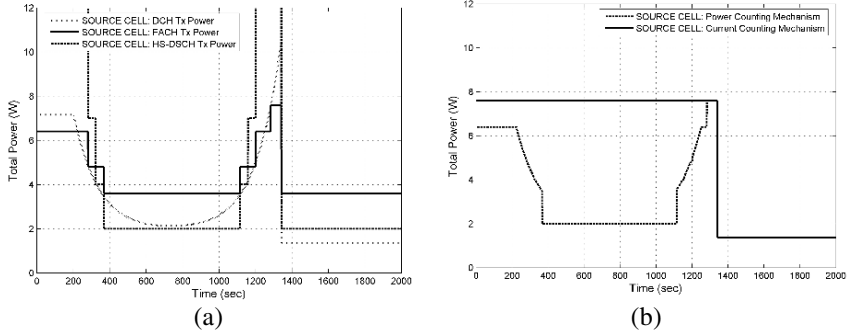 12
10
8
6
4
2
0
Total Power (W)
SOURCE CELL: DCH Tx Power
SOURCE CELL: FACH Tx Power
SOURCE CELL: HS-DSCH Tx Power
0 200 400 600 800 1000 1200 1400 1600 1800 2000
Time (sec)
(a)
12
10
8
6
4
2
0
Total Power (W)
SOURCE CELL: Power Counting Mechanism
SOURCE CELL: Current Counting Mechanism
0 200 400 600 800 1000 1200 1400 1600 1800 2000
Time (sec)
(b)